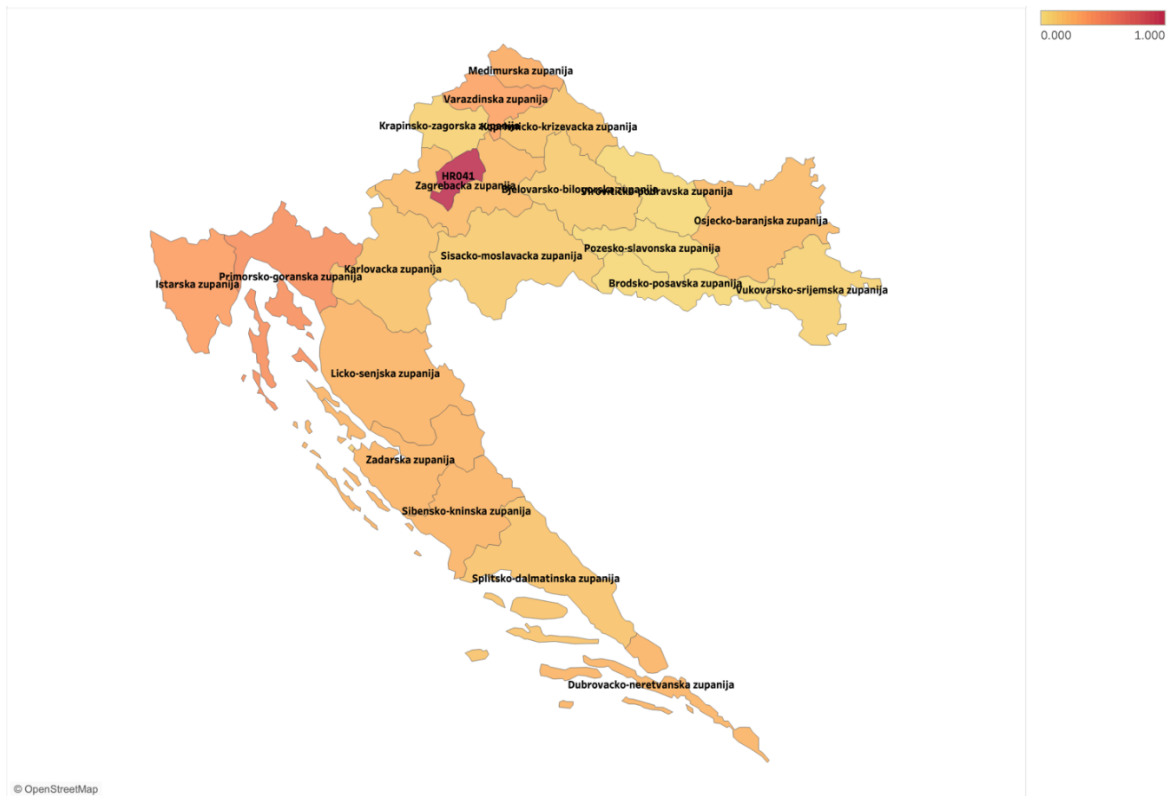 0.000 1.000
Medimurska zupanija
Varazdinska zupanija
Krapinsko-zagorska zupanija
Koprivnicko-krizevacka zupanija
HR041
Zagrebacka zupanija
Bjelovarsko-bilogorska zupanija
Viroviticko-podravska zupanija
Osjecko-baranjska zupanija
Pozesko-slavonska zupanija
Sisacko-moslavacka zupanija
Karlovacka zupanija
Primorsko-goranska zupanija
Istarska zupanija
Brodsko-posavska zupanija
Vukovarsko-srijemska zupanija
Licko-senjska zupanija
Zadarska zupanija
Sibensko-kninska zupanija
Splitsko-dalmatinska zupanija
Dubrovacko-neretvanska zupanija
© OpenStreetMap